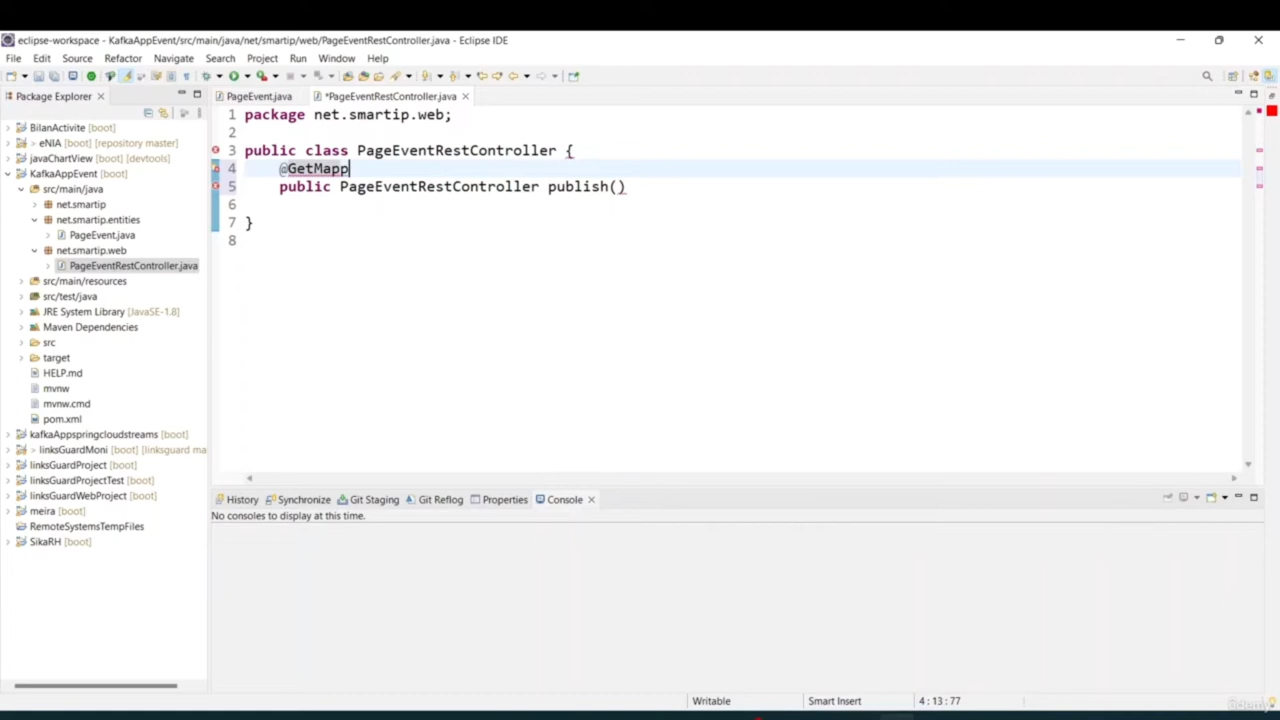 eclipse-workspace - KafkaAppEvent/src/main/java/net/smartip/web/PageEventRestController.java - Eclipse IDE
File Edit Source Refactor Navigate Search Project Run Window Help
Package Explorer
PageEvent.java
*PageEventRestController.java
BilanActivite [boot]
> eNIA [boot] [repository master]
javaChartView [boot] [devtools]
KafkaAppEvent [boot]
src/main/java
net.smartip
net.smartip.entities
PageEvent.java
net.smartip.web
PageEventRestController.java
src/main/resources
src/test/java
JRE System Library [JavaSE-1.8]
Maven Dependencies
src
target
HELP.md
mvnw
mvnw.cmd
pom.xml
kafkaAppspringcloudstreams [boot]
> linksGuardMoni [boot] [linksguard ma
linksGuardProject [boot]
linksGuardProjectTest [boot]
linksGuardWebProject [boot]
meira [boot]
RemoteSystemsTempFiles
SikaRH [boot]
1 package net.smartip.web;
2
3 public class PageEventRestController {
4 @GetMapp
5 public PageEventRestController publish()
6
7 }
8
History Synchronize Git Staging Git Reflog Properties Console
No consoles to display at this time.
Writable Smart Insert 4 : 13 : 77
Udemy